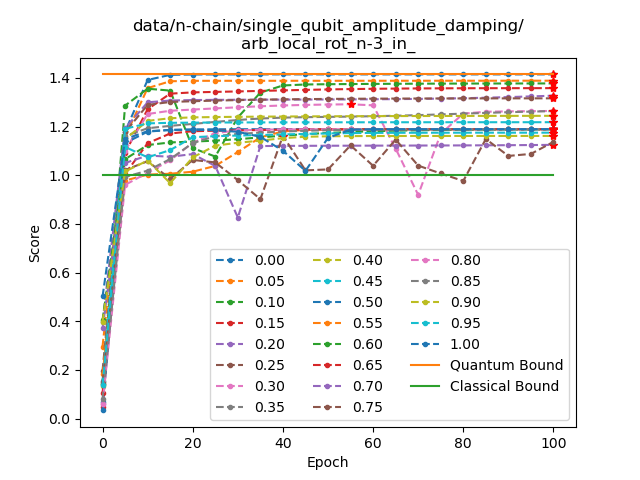 data/n-chain/single_qubit_amplitude_damping/
arb_local_rot_n-3_in_
1.4
1.2
1.0
0.8
0.6
0.4
0.2
0.0
Score
0 20 40 60 80 100
Epoch
0.00 0.40 0.80
0.05 0.45 0.85
0.10 0.50 0.90
0.15 0.55 0.95
0.20 0.60 1.00
0.25 0.65 Quantum Bound
0.30 0.70 Classical Bound
0.35 0.75